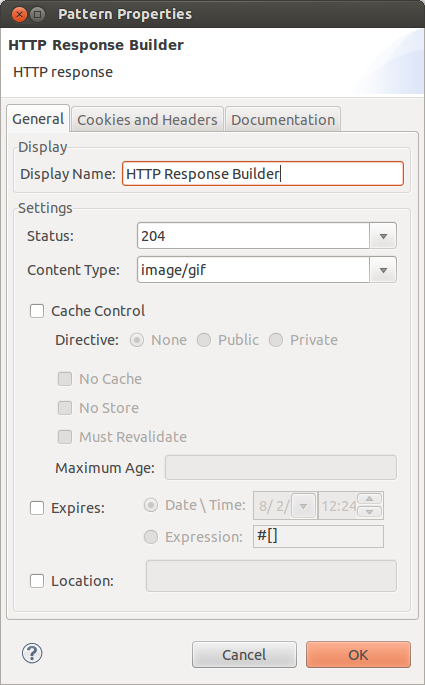 Pattern Properties
HTTP Response Builder
HTTP response
General Cookies and Headers Documentation
Display
Display Name: HTTP Response Builder
Settings
Status: 204
Content Type: image/gif
Cache Control
Directive: None Public Private
No Cache
No Store
Must Revalidate
Maximum Age:
Expires: Date \ Time: 8/ 2/ 12:24
Expression: #[]
Location:
? Cancel OK